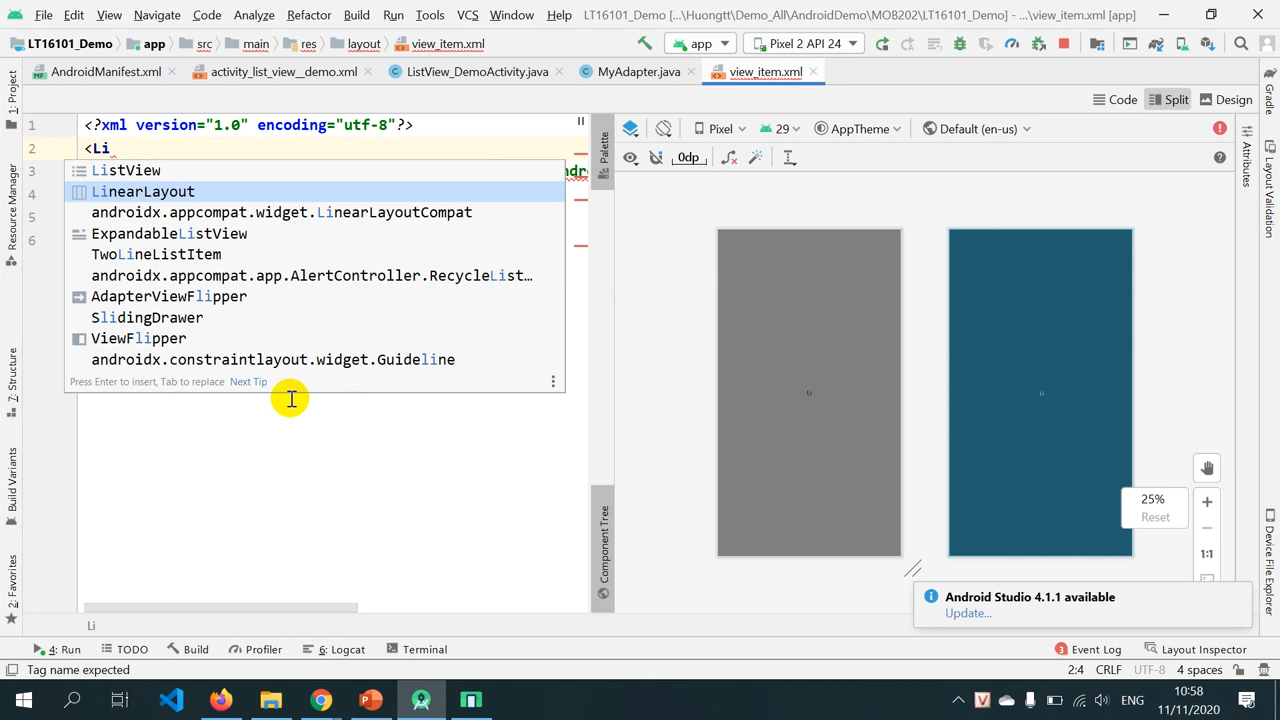 File Edit View Navigate Code Analyze Refactor Build Run Tools VCS Window Help LT16101_Demo [...\Huongtt\Demo_All\AndroidDemo\MOB202\LT16101_Demo] - ...\view_item.xml [app]
LT16101_Demo app src main res layout view_item.xml app Pixel 2 API 24
AndroidManifest.xml activity_list_view__demo.xml ListView_DemoActivity.java MyAdapter.java view_item.xml
Code Split Design
1: Project
Resource Manager
Z: Structure
Build Variants
2: Favorites
1 <?xml version="1.0" encoding="utf-8"?>
2 <Li
3
4
5
6
ListView
LinearLayout
androidx.appcompat.widget.LinearLayoutCompat
ExpandableListView
TwoLineListItem
androidx.appcompat.app.AlertController.RecycleList…
AdapterViewFlipper
SlidingDrawer
ViewFlipper
androidx.constraintlayout.widget.Guideline
Press Enter to insert, Tab to replace Next Tip
Li
Palette
Component Tree
Pixel 29 AppTheme Default (en-us)
0dp
Li
Li
25%
Reset
1:1
Android Studio 4.1.1 available
Update...
Attributes
Gradle
Layout Validation
Device File Explorer
4: Run TODO Build Profiler 6: Logcat Terminal 3 Event Log Layout Inspector
Tag name expected 2:4 CRLF UTF-8 4 spaces
ENG 10:58
11/11/2020